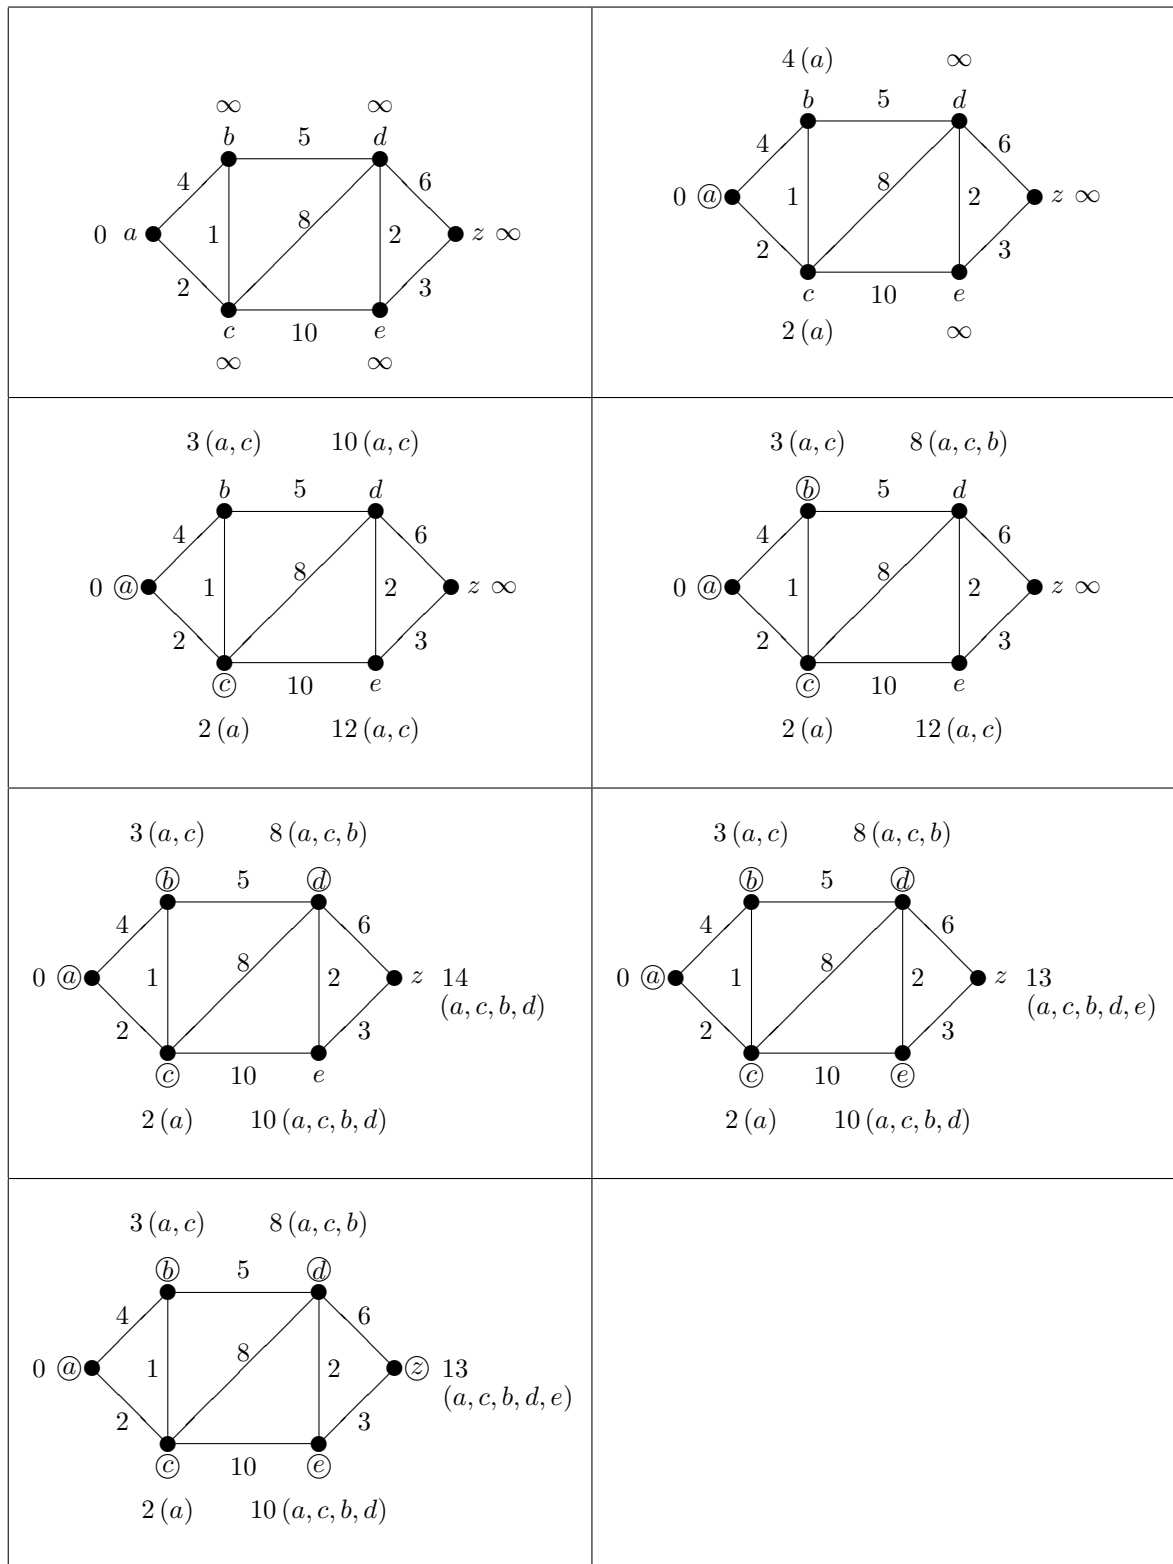 ∞ ∞
b 5 d
4 6
0 a 1 8 2 z ∞
2 3
c 10 e
∞ ∞
4 (a) ∞
b 5 d
4 6
0 ⓐ 1 8 2 z ∞
2 3
c 10 e
2 (a) ∞
3 (a, c) 10 (a, c)
b 5 d
4 6
0 ⓐ 1 8 2 z ∞
2 3
ⓒ 10 e
2 (a) 12 (a, c)
3 (a, c) 8 (a, c, b)
ⓑ 5 d
4 6
0 ⓐ 1 8 2 z ∞
2 3
ⓒ 10 e
2 (a) 12 (a, c)
3 (a, c) 8 (a, c, b)
ⓑ 5 ⓓ
4 6
0 ⓐ 1 8 2 z 14
(a, c, b, d)
2 3
ⓒ 10 e
2 (a) 10 (a, c, b, d)
3 (a, c) 8 (a, c, b)
ⓑ 5 ⓓ
4 6
0 ⓐ 1 8 2 z 13
(a, c, b, d, e)
2 3
ⓒ 10 ⓔ
2 (a) 10 (a, c, b, d)
3 (a, c) 8 (a, c, b)
ⓑ 5 ⓓ
4 6
0 ⓐ 1 8 2 ⓩ 13
(a, c, b, d, e)
2 3
ⓒ 10 ⓔ
2 (a) 10 (a, c, b, d)